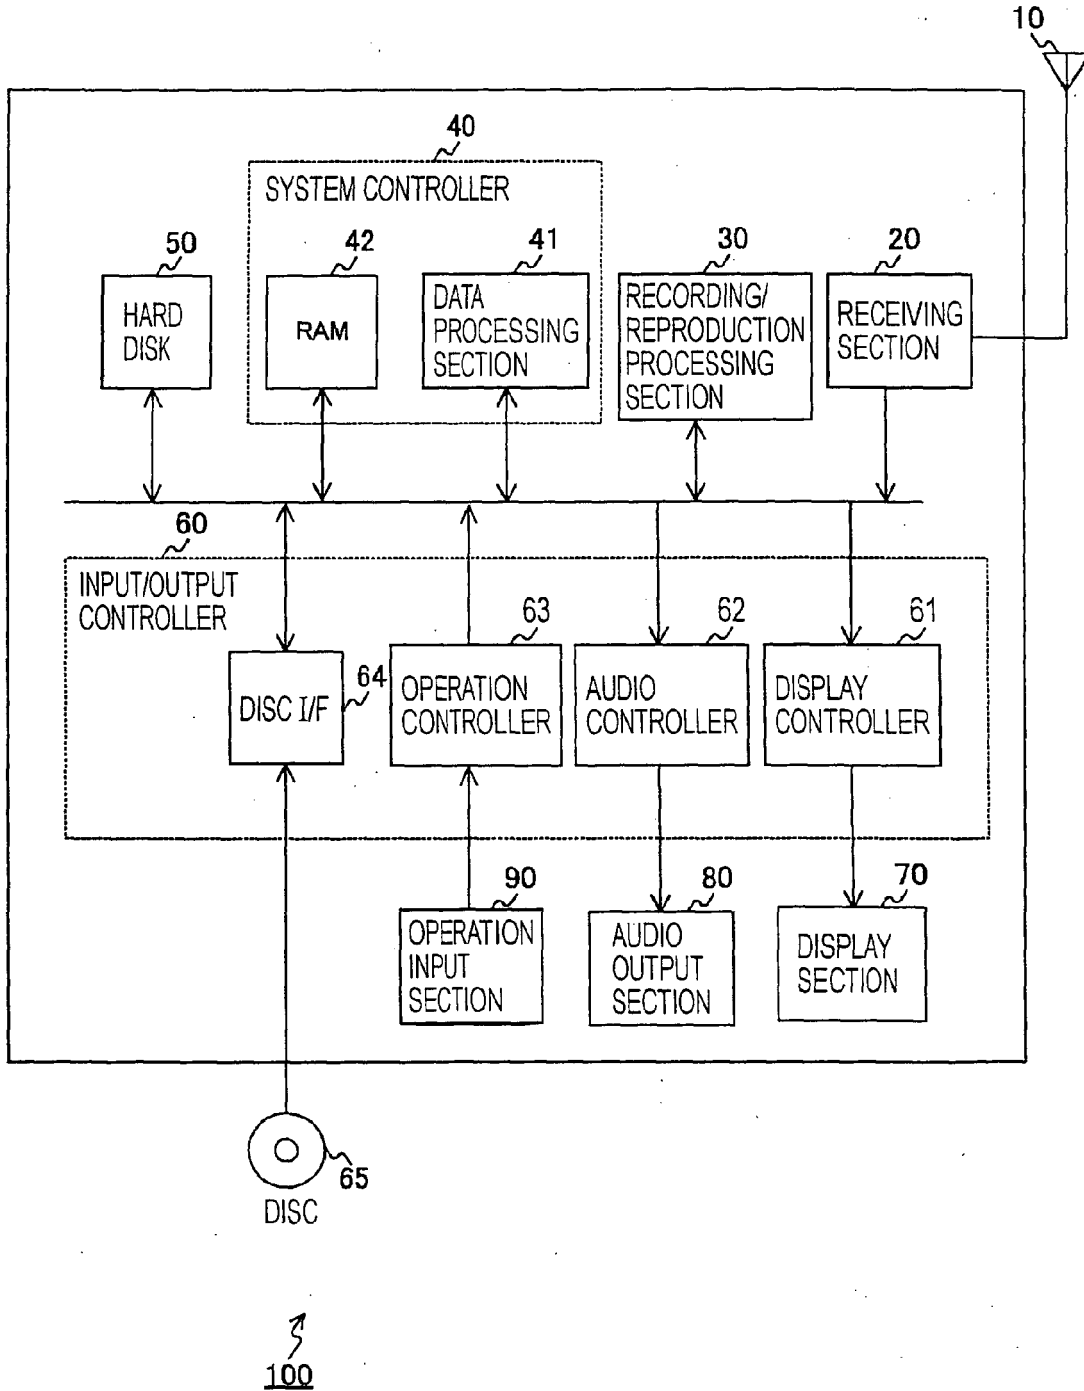 10
40
SYSTEM CONTROLLER
50
42
41
30
20
HARD
DISK
RAM
DATA
PROCESSING
SECTION
RECORDING/
REPRODUCTION
PROCESSING
SECTION
RECEIVING
SECTION
60
INPUT/OUTPUT
CONTROLLER
63
62
61
64
DISC I/F
OPERATION
CONTROLLER
AUDIO
CONTROLLER
DISPLAY
CONTROLLER
90
80
70
OPERATION
INPUT
SECTION
AUDIO
OUTPUT
SECTION
DISPLAY
SECTION
65
DISC
100